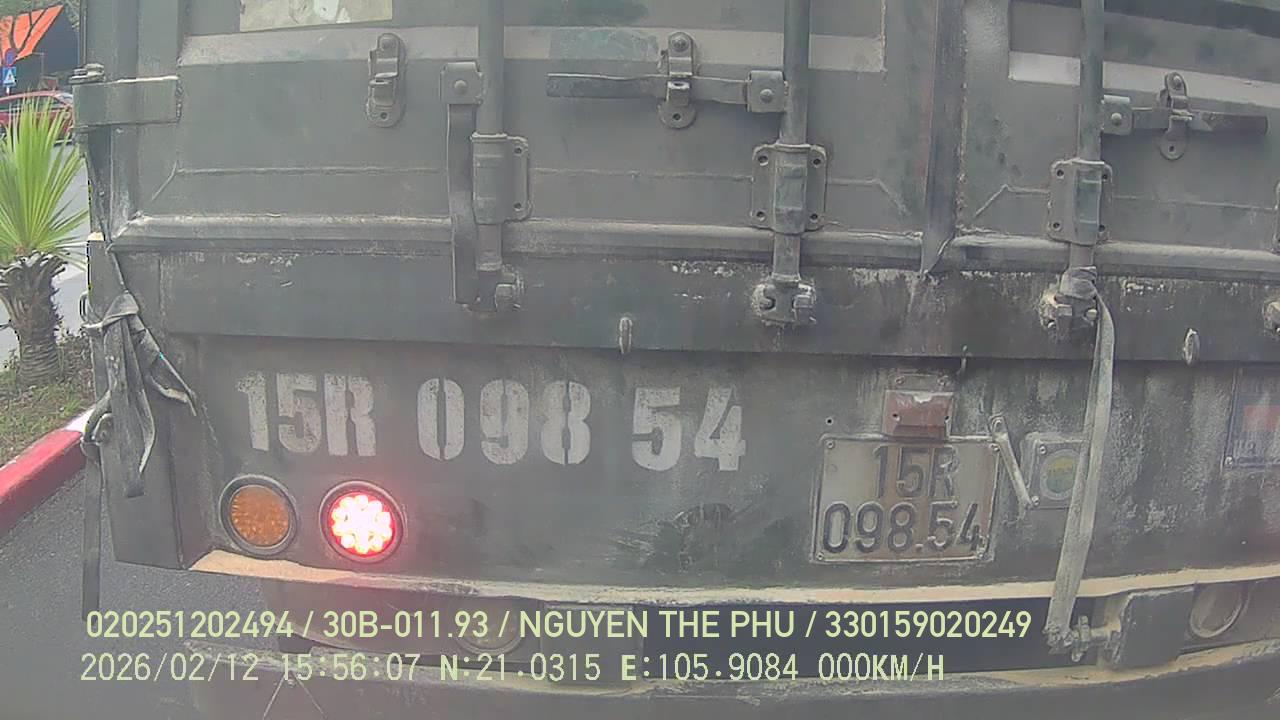 15R 098 54
15R
098.54
020251202494 / 30B-011.93 / NGUYEN THE PHU / 330159020249
2026/02/12 15:56:07 N:21.0315 E:105.9084 000KM/H